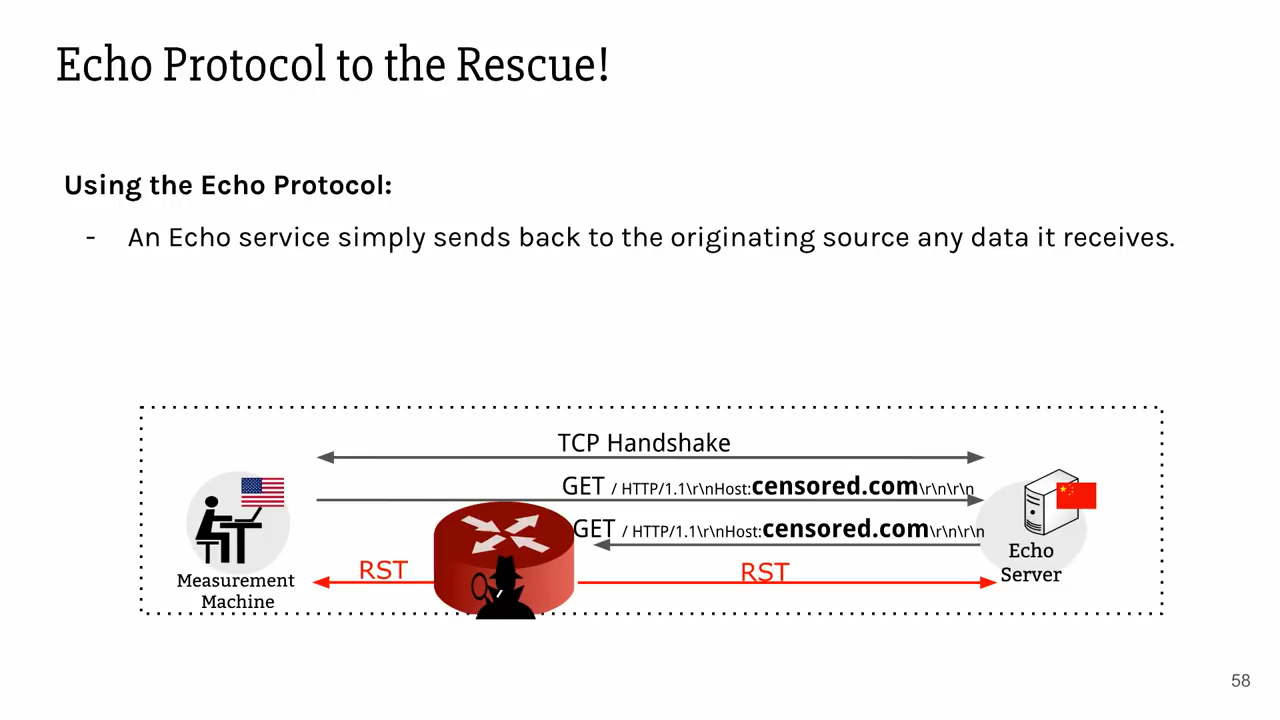 Echo Protocol to the Rescue!
Using the Echo Protocol:
- An Echo service simply sends back to the originating source any data it receives.
TCP Handshake
GET / HTTP/1.1\r\nHost:censored.com\r\n\r\n
GET / HTTP/1.1\r\nHost:censored.com\r\n\r\n
RST
RST
Measurement
Machine
Echo
Server
58